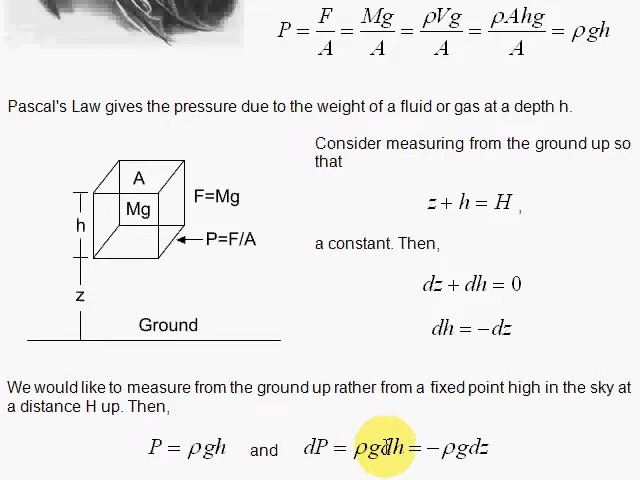 P = F/A = Mg/A = ρVg/A = ρAhg/A = ρgh
Pascal's Law gives the pressure due to the weight of a fluid or gas at a depth h.
Consider measuring from the ground up so
that
z + h = H ,
a constant. Then,
dz + dh = 0
dh = −dz
A
Mg
F=Mg
h
P=F/A
z
Ground
We would like to measure from the ground up rather from a fixed point high in the sky at
a distance H up. Then,
P = ρgh and dP = ρgdh = −ρgdz